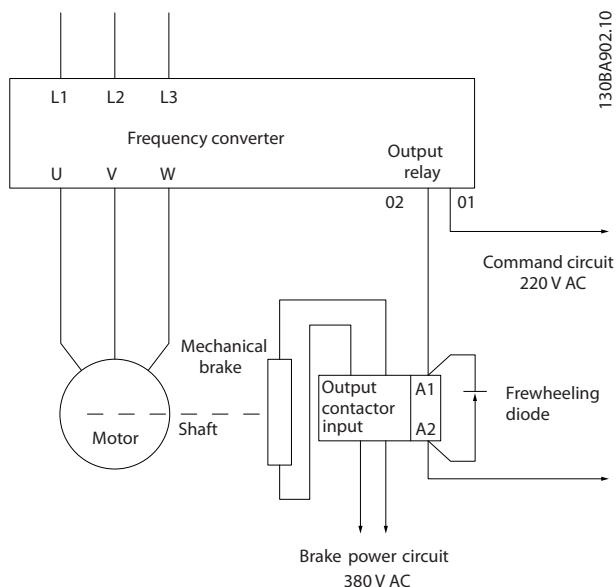 130BA902.10
L1 L2 L3
Frequency converter
U V W
Output
relay
02 01
Command circuit
220 V AC
Mechanical
brake
Output
contactor
input
A1
A2
Frewheeling
diode
Motor
Shaft
Brake power circuit
380 V AC